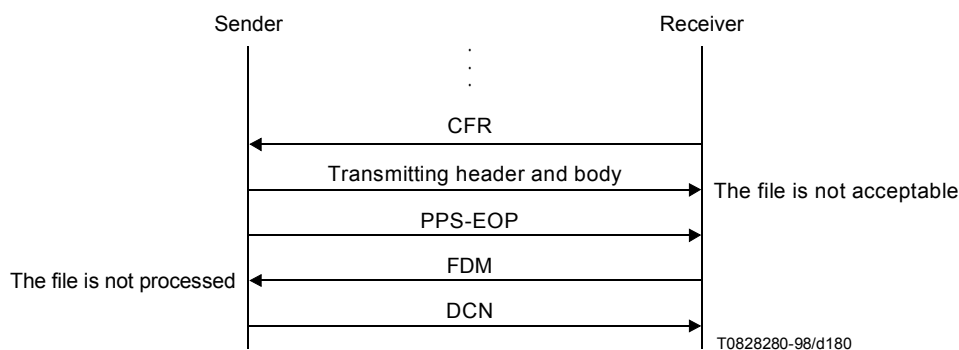 Sender Receiver
CFR
Transmitting header and body
The file is not acceptable
PPS-EOP
FDM
The file is not processed
DCN
T0828280-98/d180